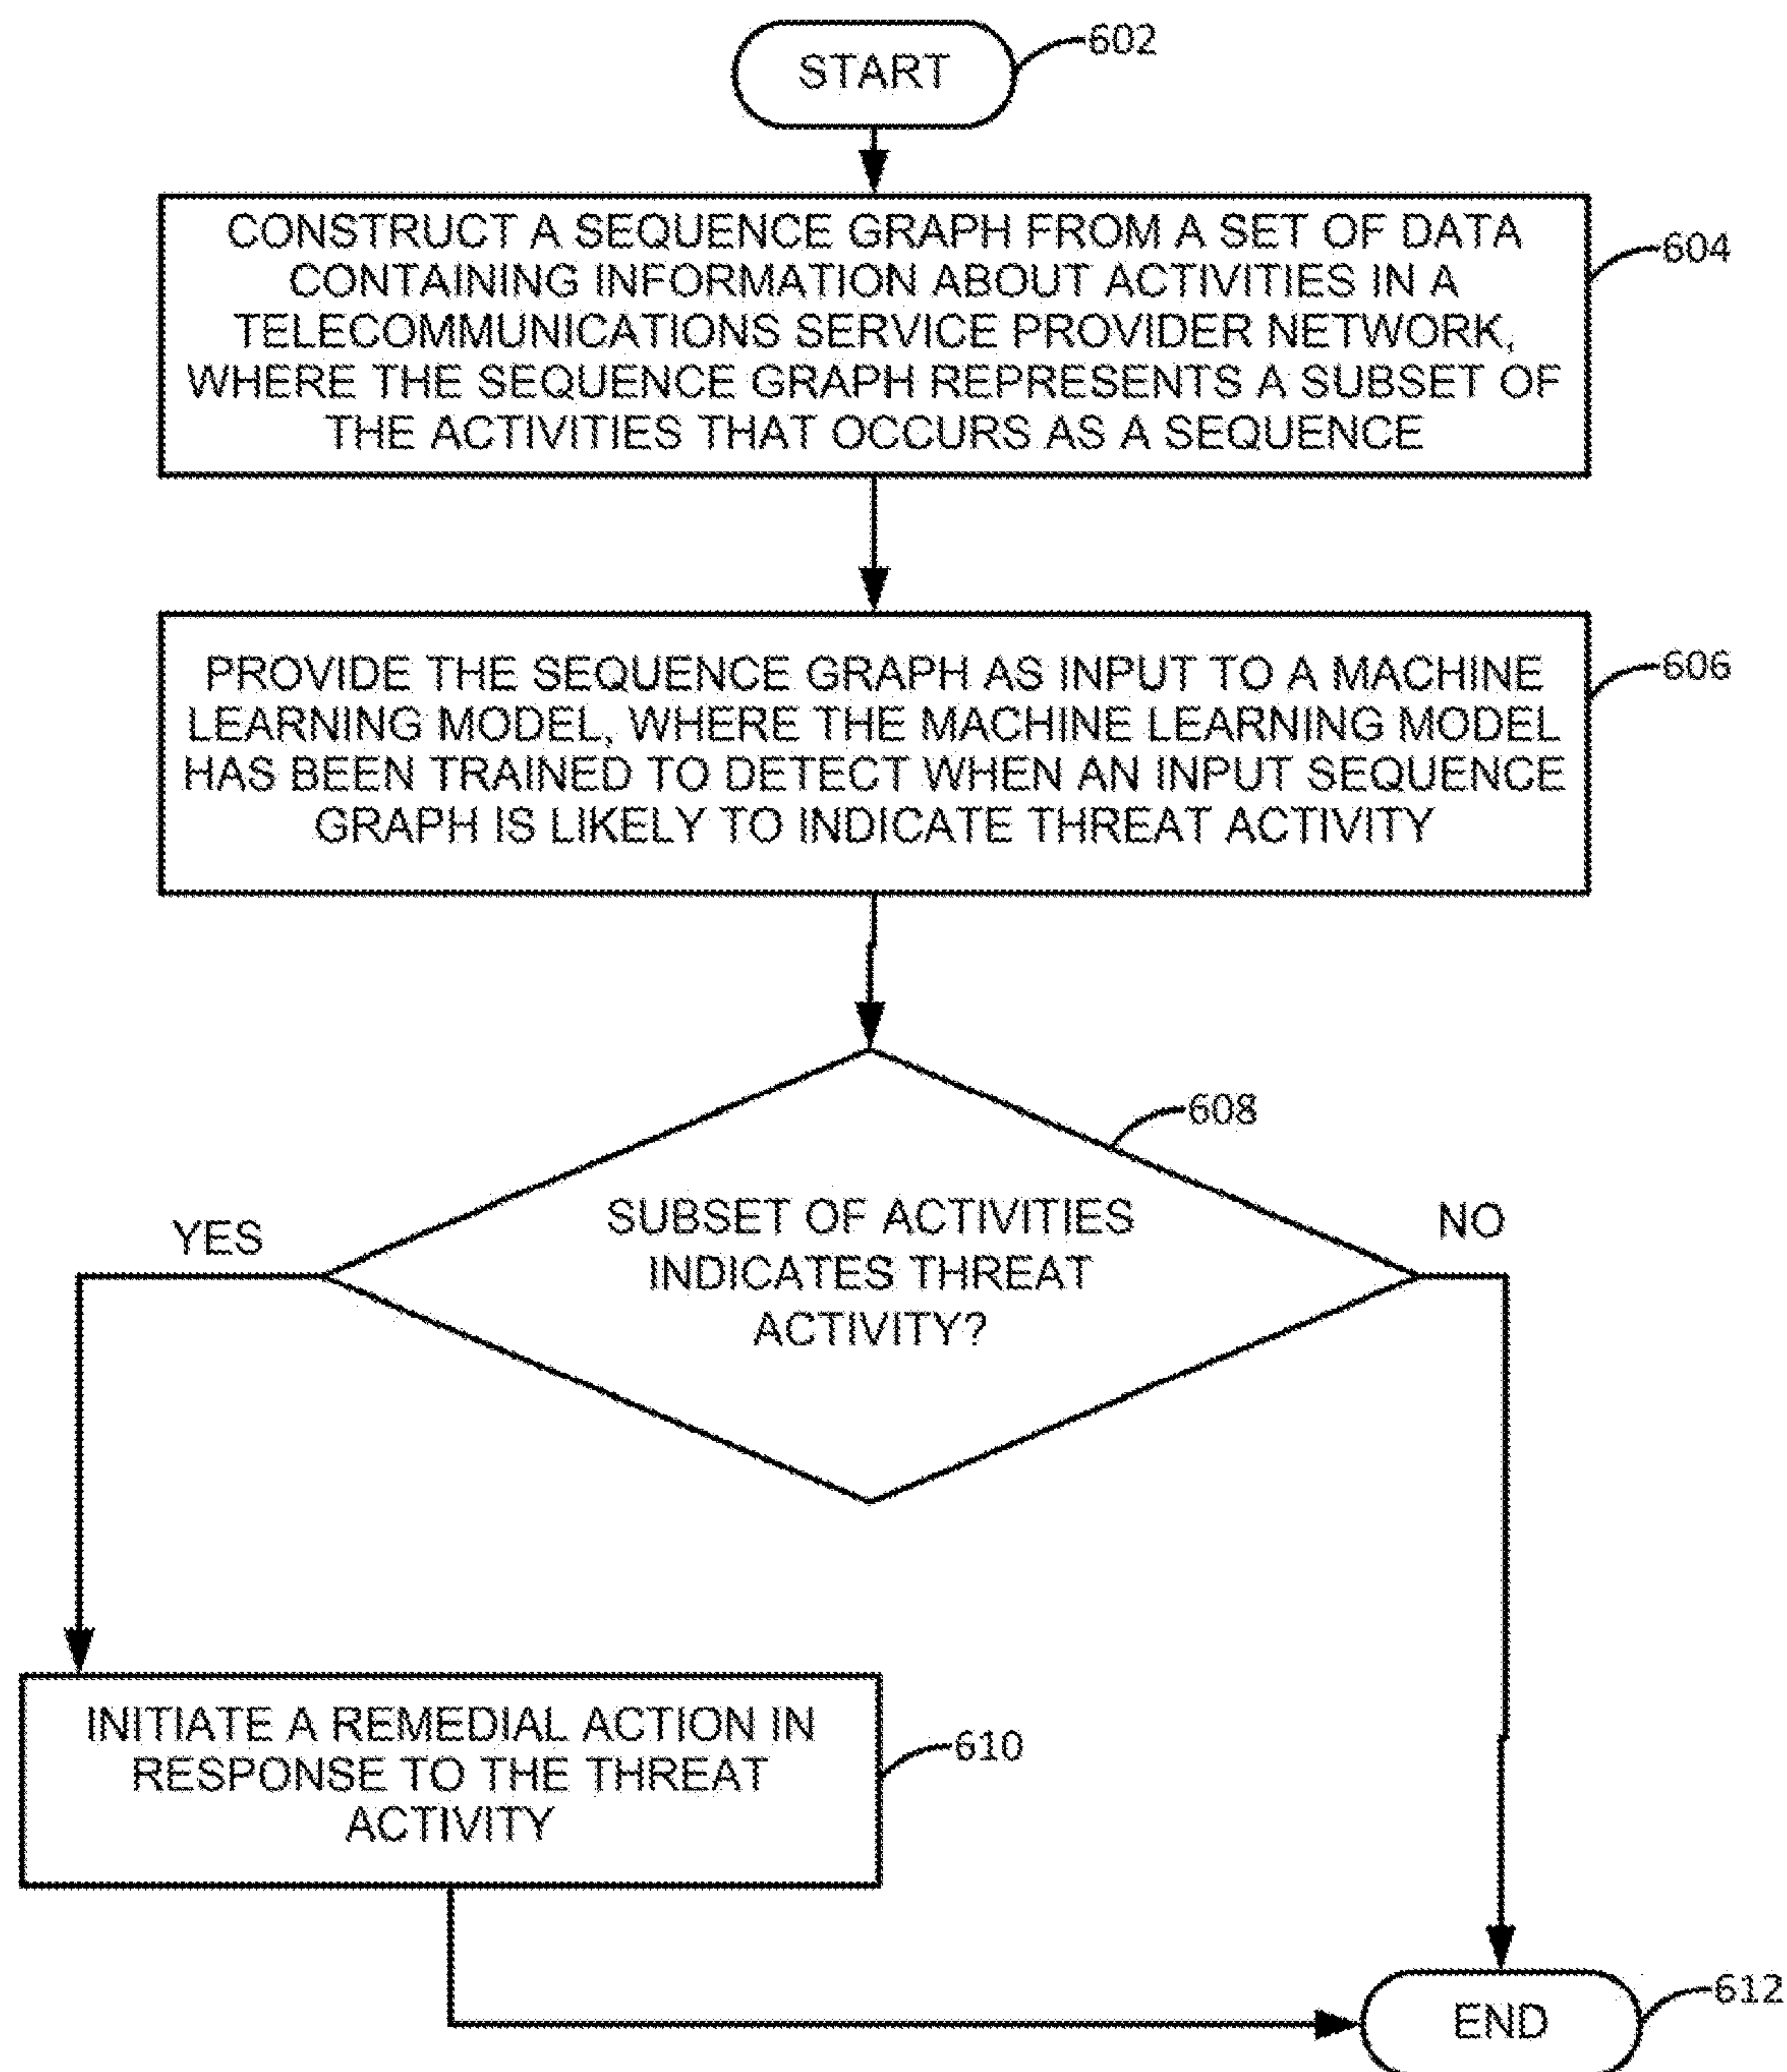 602
START
CONSTRUCT A SEQUENCE GRAPH FROM A SET OF DATA
CONTAINING INFORMATION ABOUT ACTIVITIES IN A
TELECOMMUNICATIONS SERVICE PROVIDER NETWORK,
WHERE THE SEQUENCE GRAPH REPRESENTS A SUBSET OF
THE ACTIVITIES THAT OCCURS AS A SEQUENCE
604
PROVIDE THE SEQUENCE GRAPH AS INPUT TO A MACHINE
LEARNING MODEL, WHERE THE MACHINE LEARNING MODEL
HAS BEEN TRAINED TO DETECT WHEN AN INPUT SEQUENCE
GRAPH IS LIKELY TO INDICATE THREAT ACTIVITY
606
608
SUBSET OF ACTIVITIES
INDICATES THREAT
ACTIVITY?
YES
NO
INITIATE A REMEDIAL ACTION IN
RESPONSE TO THE THREAT
ACTIVITY
610
612
END